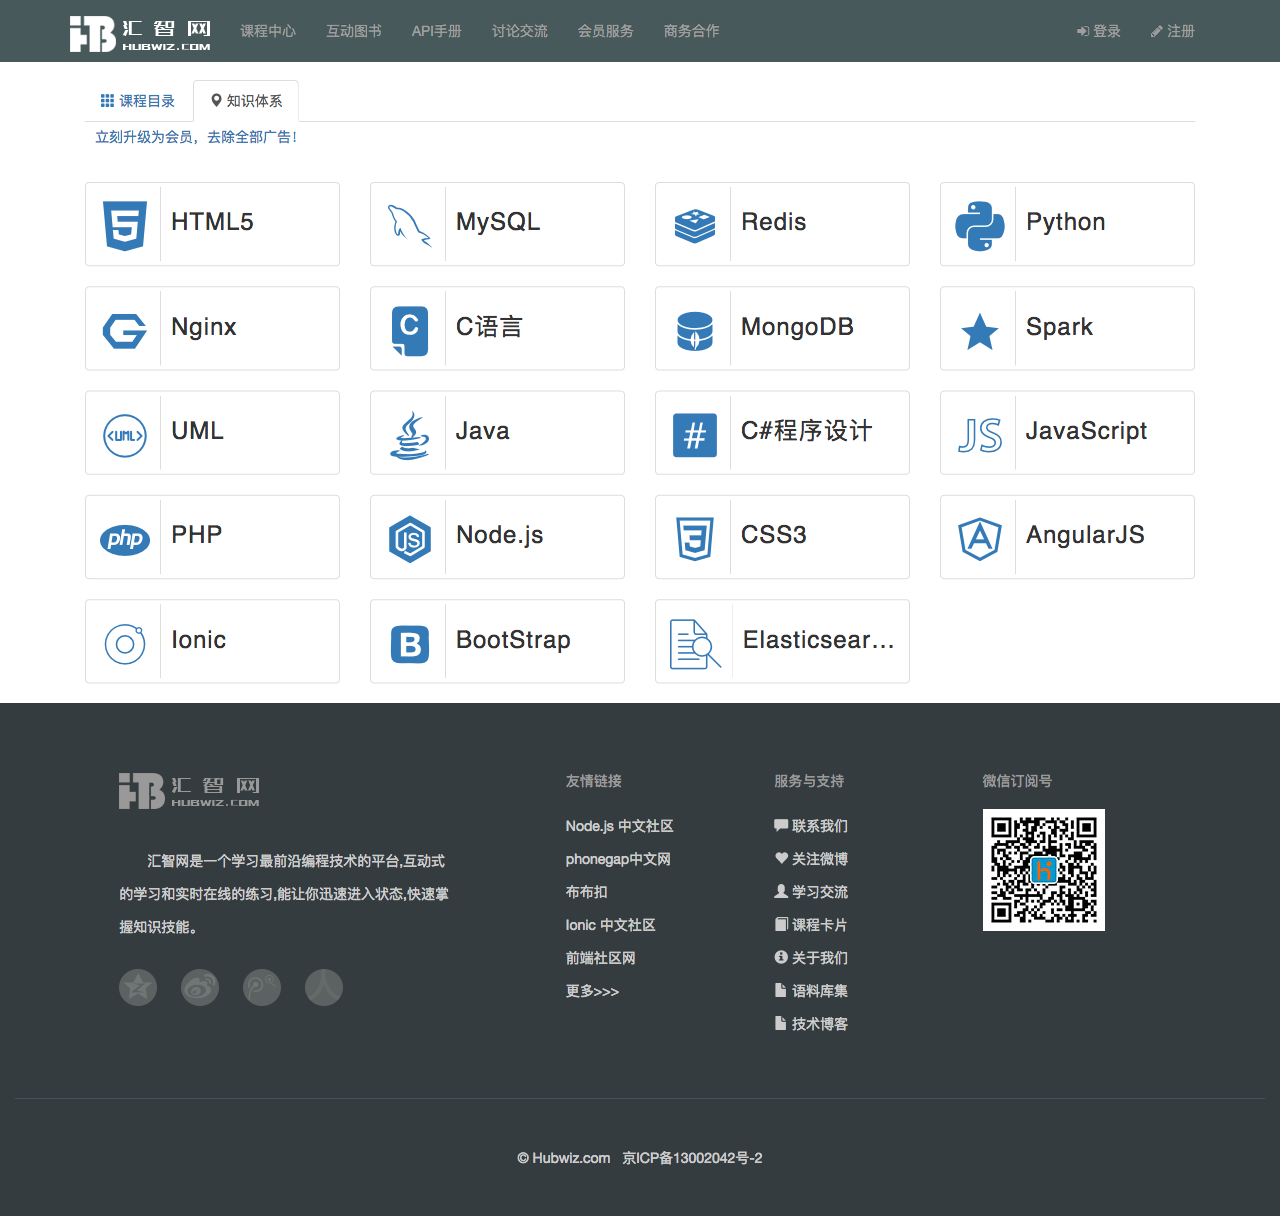 汇智网
HUBWIZ.COM
课程中心 互动图书 API手册 讨论交流 会员服务 商务合作 登录 注册
课程目录 知识体系
立刻升级为会员，去除全部广告!
HTML5 MySQL Redis Python
Nginx C C语言 MongoDB Spark
<UML> UML Java # C#程序设计 JS JavaScript
php PHP JS Node.js 3 CSS3 A AngularJS
Ionic B BootStrap Elasticsear...
汇智网
HUBWIZ.COM
汇智网是一个学习最前沿编程技术的平台,互动式
的学习和实时在线的练习,能让你迅速进入状态,快速掌
握知识技能。
友情链接
Node.js 中文社区
phonegap中文网
布布扣
Ionic 中文社区
前端社区网
更多>>>
服务与支持
联系我们
关注微博
学习交流
课程卡片
关于我们
语料库集
技术博客
微信订阅号
© Hubwiz.com 京ICP备13002042号-2